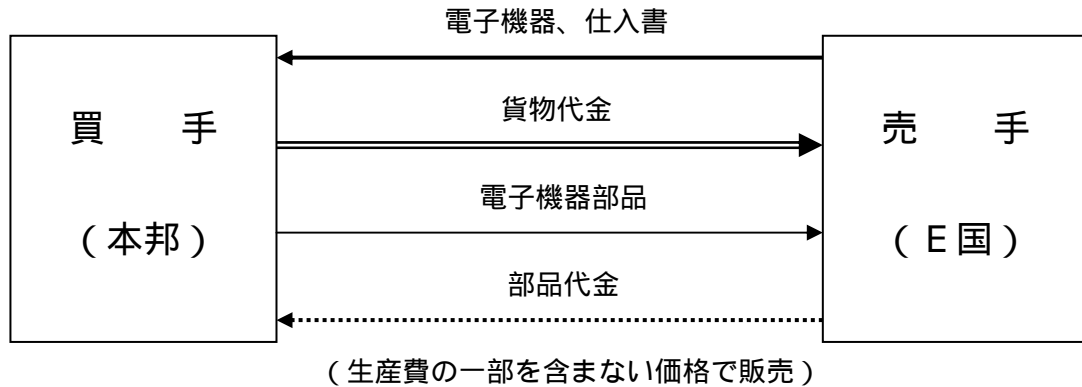 電子機器、仕入書
貨物代金
買　　手
売　　手
電子機器部品
（本邦）
（Ｅ国）
部品代金
（生産費の一部を含まない価格で販売）